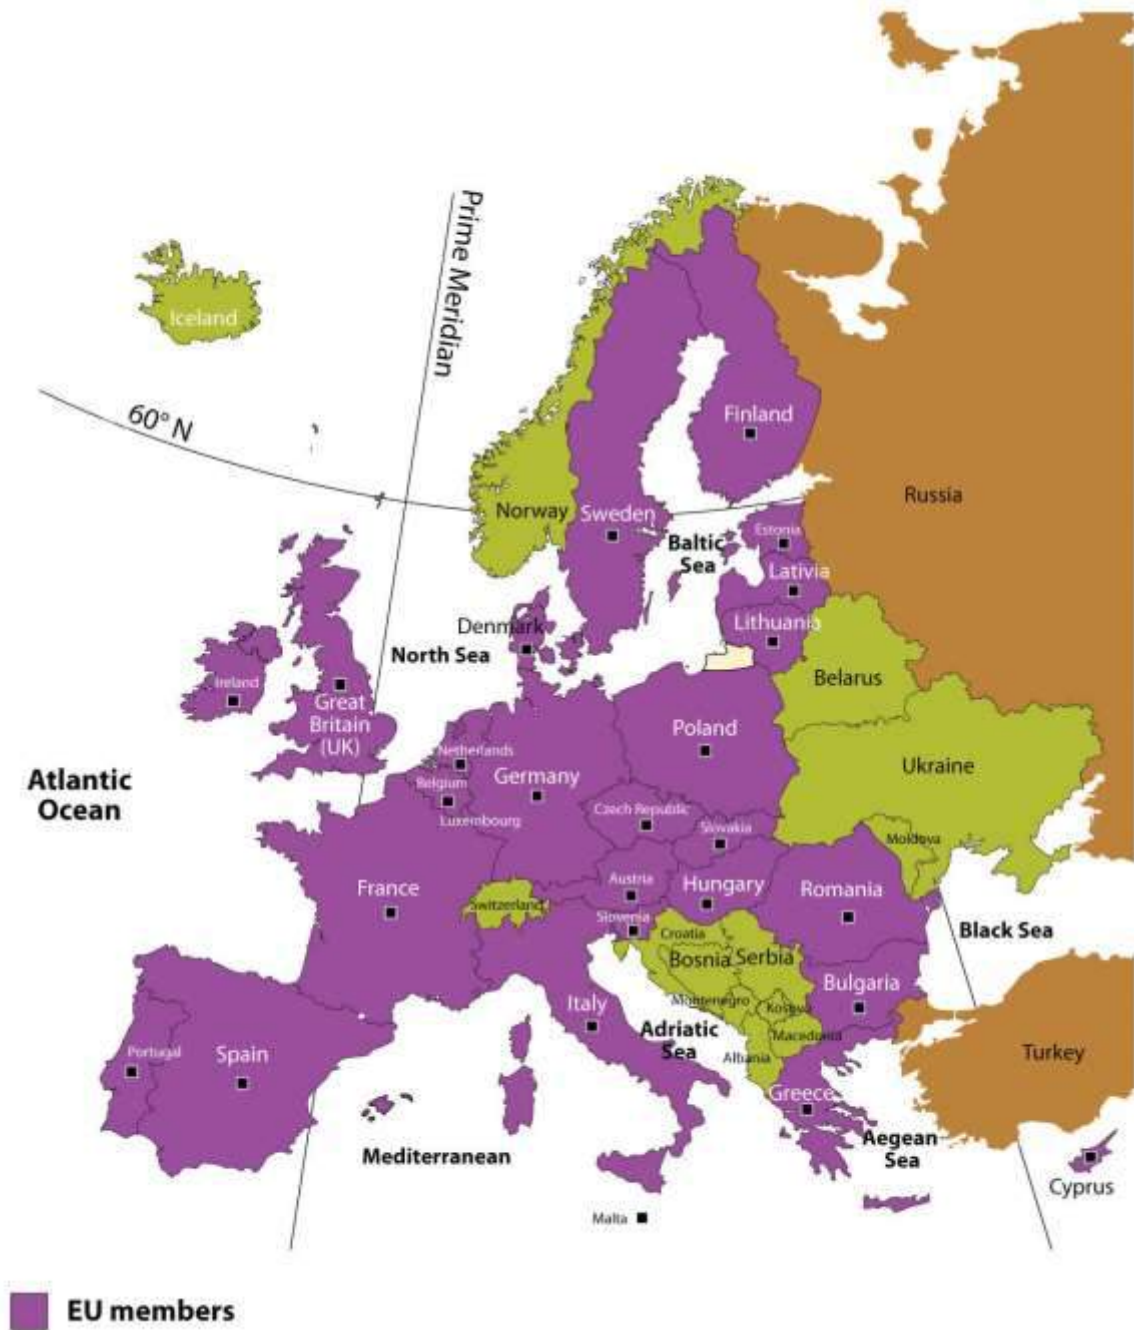 Prime Meridian
Iceland
60° N
Finland
Russia
Norway
Sweden
Baltic
Sea
Estonia
Lativia
Denmark
Lithuania
North Sea
Belarus
Ireland
Great
Britain
(UK)
Poland
Netherlands
Belgium
Germany
Ukraine
Atlantic
Ocean
Luxembourg
Czech Republic
Slovakia
Moldova
France
Switzerland
Austria
Hungary
Romania
Slovenia
Croatia
Black Sea
Bosnia
Serbia
Bulgaria
Montenegro
Italy
Adriatic
Sea
Macedonia
Albania
Portugal
Spain
Turkey
Greece
Mediterranean
Aegean
Sea
Cyprus
Malta
EU members